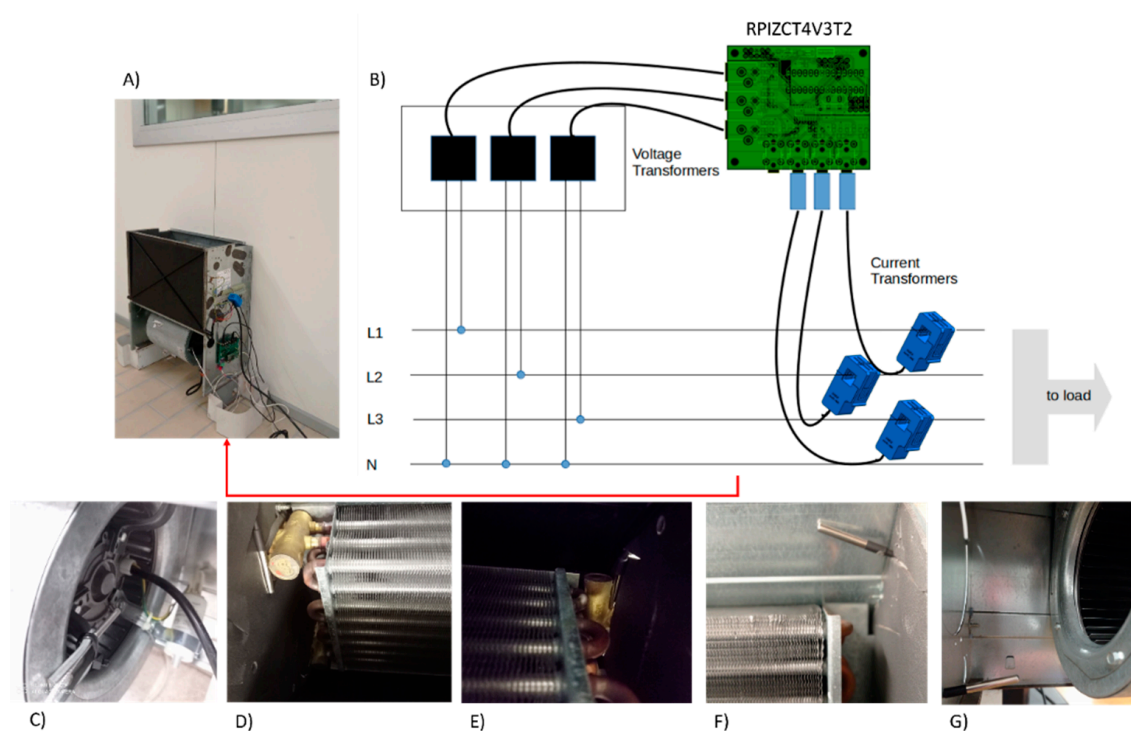 RPIZCT4V3T2
A)
B)
Voltage
Transformers
Current
Transformers
L1
L2
to load
L3
N
C)
D)
E)
F)
G)